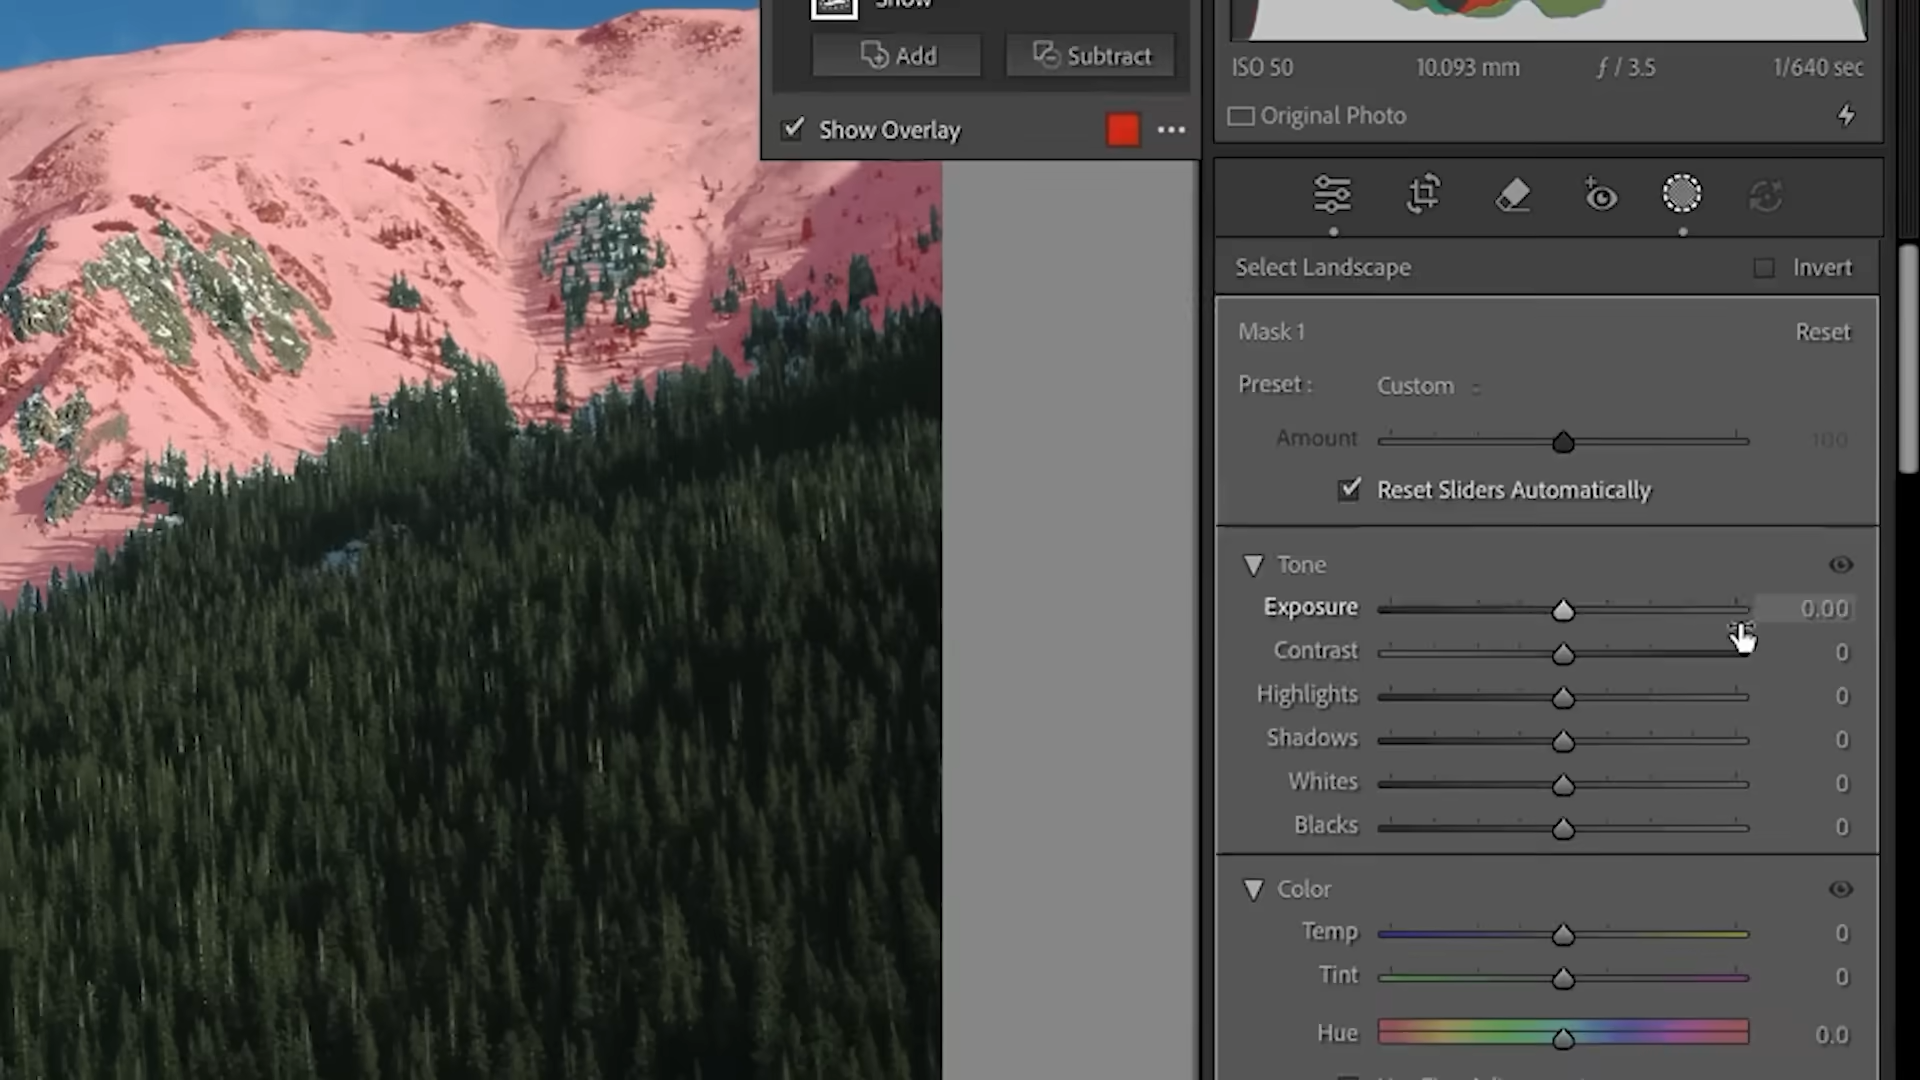 Snow
Add
Subtract
Show Overlay
ISO 50
10.093 mm
ƒ / 3.5
1/640 sec
Original Photo
Select Landscape
Invert
Mask 1
Reset
Preset :
Custom
Amount
100
Reset Sliders Automatically
Tone
Exposure
0.00
Contrast
0
Highlights
0
Shadows
0
Whites
0
Blacks
0
Color
Temp
0
Tint
0
Hue
0.0